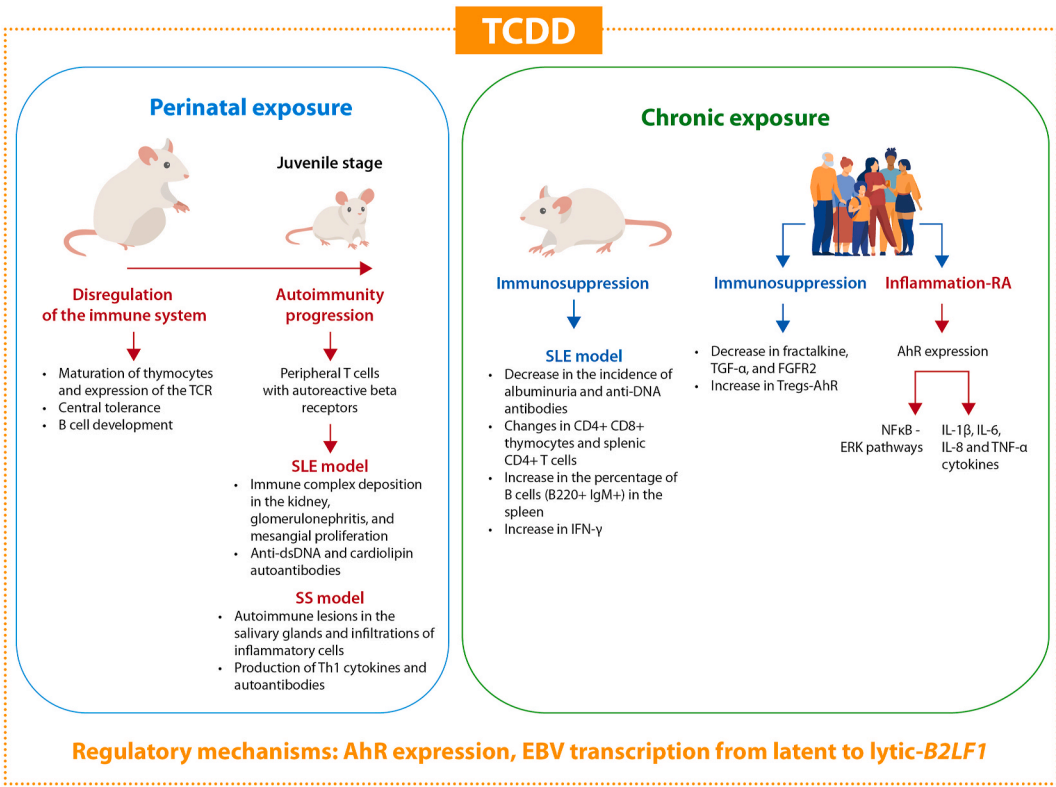 TCDD
Perinatal exposure
Juvenile stage
Disregulation
of the immune system
• Maturation of thymocytes
and expression of the TCR
• Central tolerance
• B cell development
Autoimmunity
progression
Peripheral T cells
with autoreactive beta
receptors
SLE model
• Immune complex deposition
in the kidney,
glomerulonephritis, and
mesangial proliferation
• Anti-dsDNA and cardiolipin
autoantibodies
SS model
• Autoimmune lesions in the
salivary glands and infiltrations of
inflammatory cells
• Production of Th1 cytokines and
autoantibodies
Chronic exposure
Immunosuppression
SLE model
• Decrease in the incidence of
albuminuria and anti-DNA
antibodies
• Changes in CD4+ CD8+
thymocytes and splenic
CD4+ T cells
• Increase in the percentage of
B cells (B220+ IgM+) in the
spleen
• Increase in IFN-γ
Immunosuppression
• Decrease in fractalkine,
TGF-α, and FGFR2
• Increase in Tregs-AhR
Inflammation-RA
AhR expression
NFκB -
ERK pathways
IL-1β, IL-6,
IL-8 and TNF-α
cytokines
Regulatory mechanisms: AhR expression, EBV transcription from latent to lytic-B2LF1